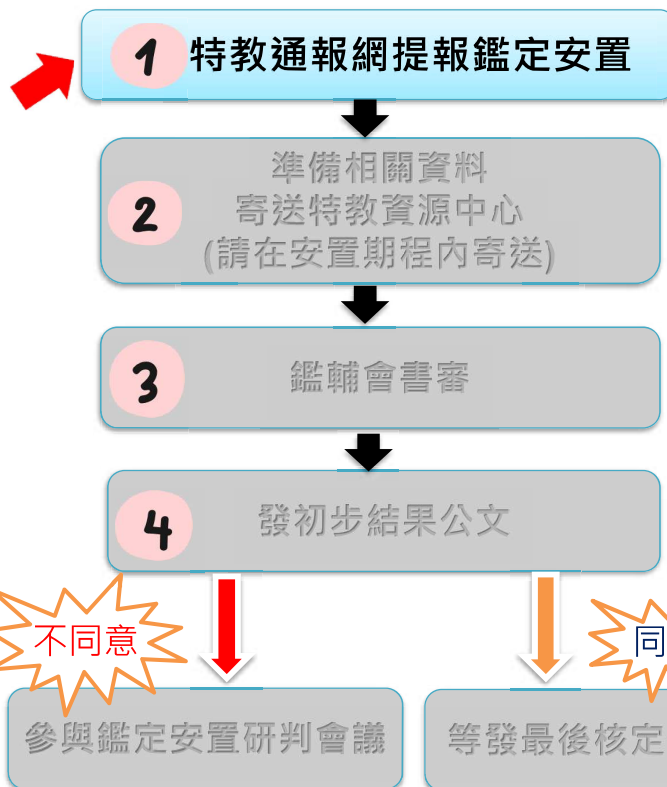 1 特教通報網提報鑑定安置
準備相關資料
2 寄送特教資源中心
(請在安置期程內寄送)
3 鑑輔會書審
4 發初步結果公文
不同意
同
參與鑑定安置研判會議
等發最後核定